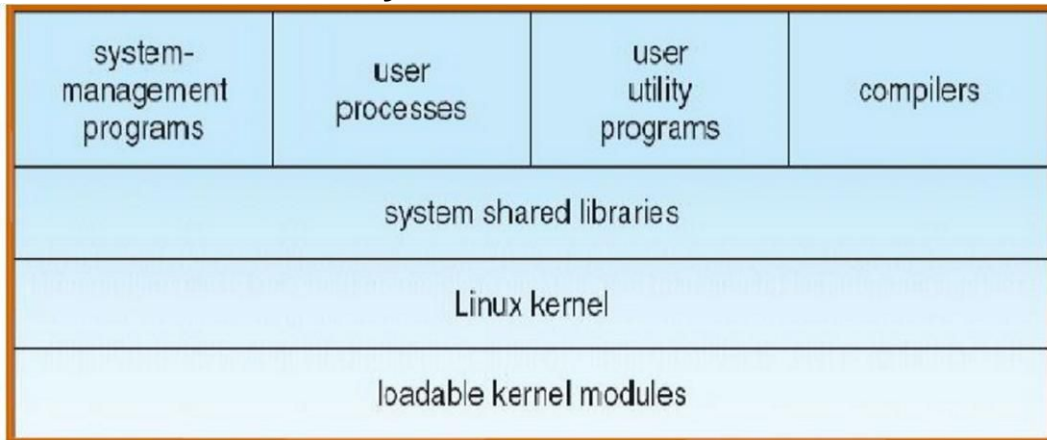 system-
management
programs
user
processes
user
utility
programs
compilers
system shared libraries
Linux kernel
loadable kernel modules